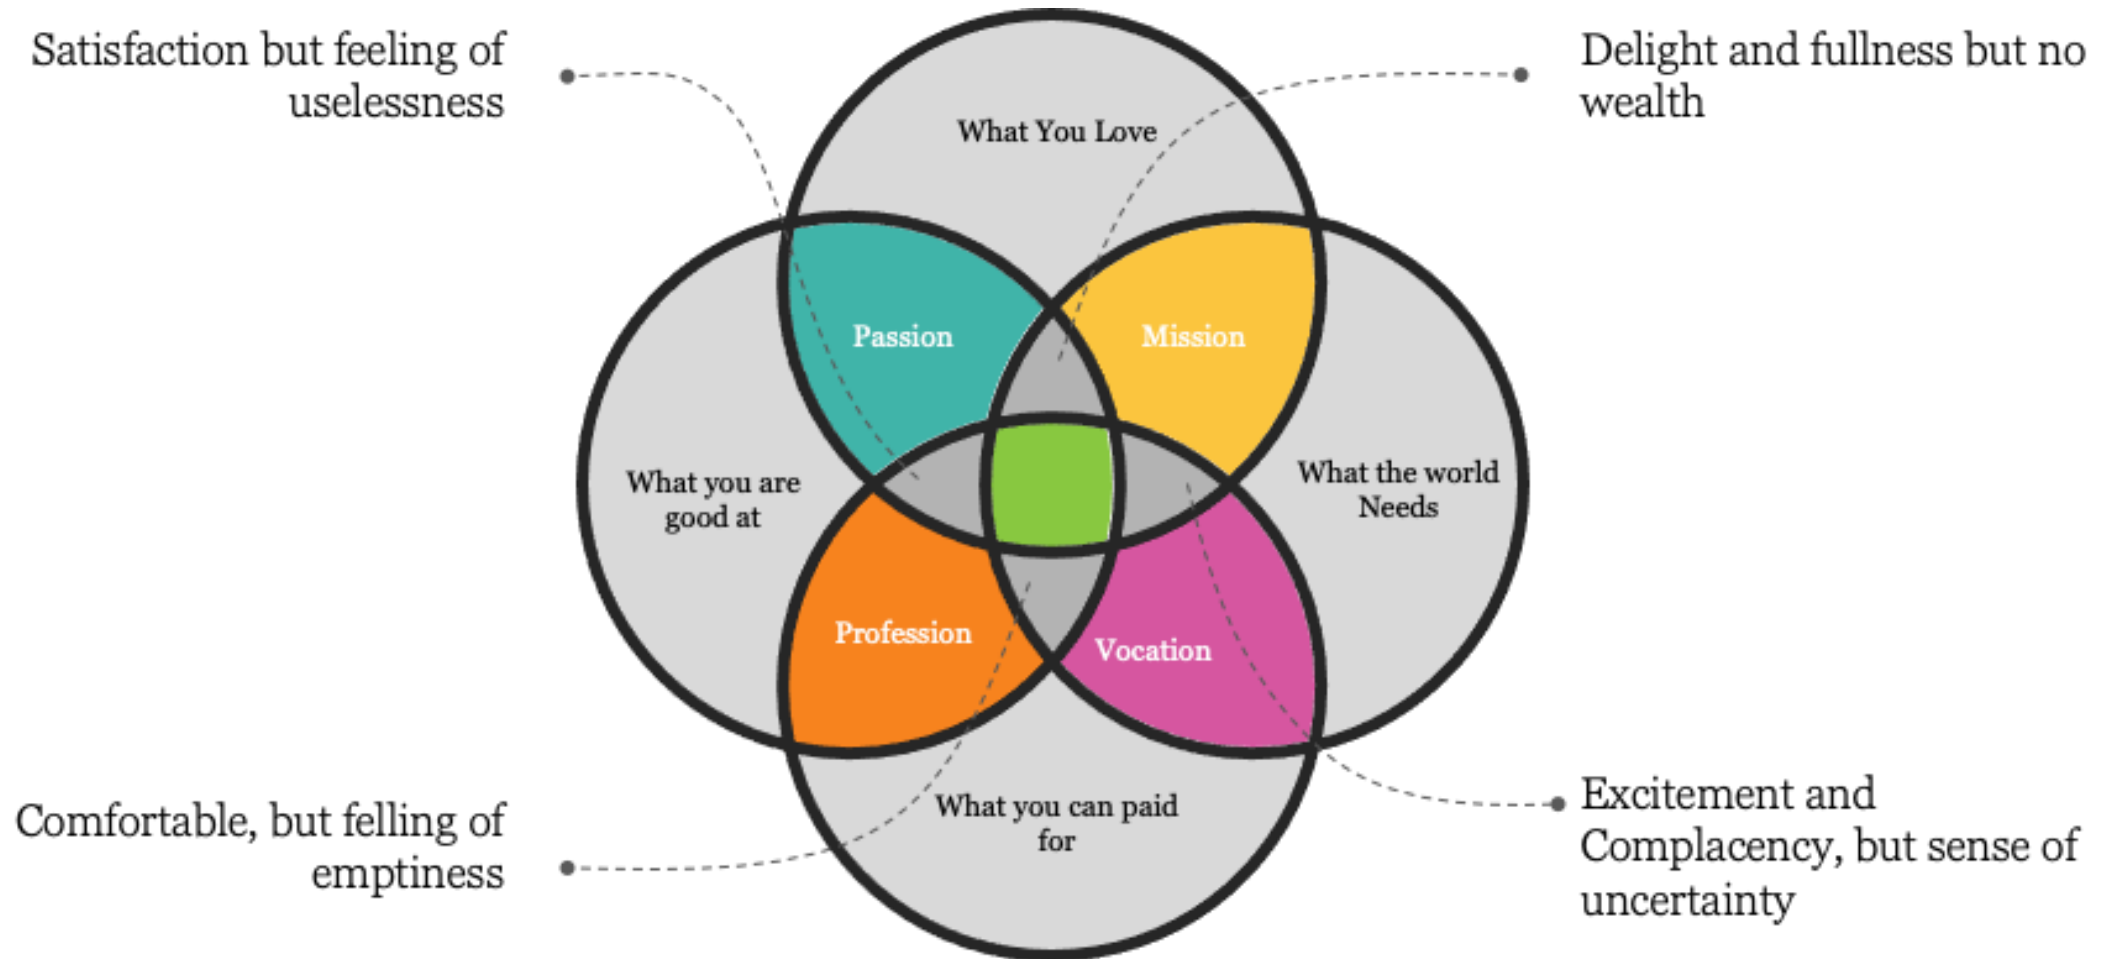 Satisfaction but feeling of
uselessness
Delight and fullness but no
wealth
What You Love
Passion
Mission
What you are
good at
What the world
Needs
Profession
Vocation
What you can paid
for
Comfortable, but felling of
emptiness
Excitement and
Complacency, but sense of
uncertainty